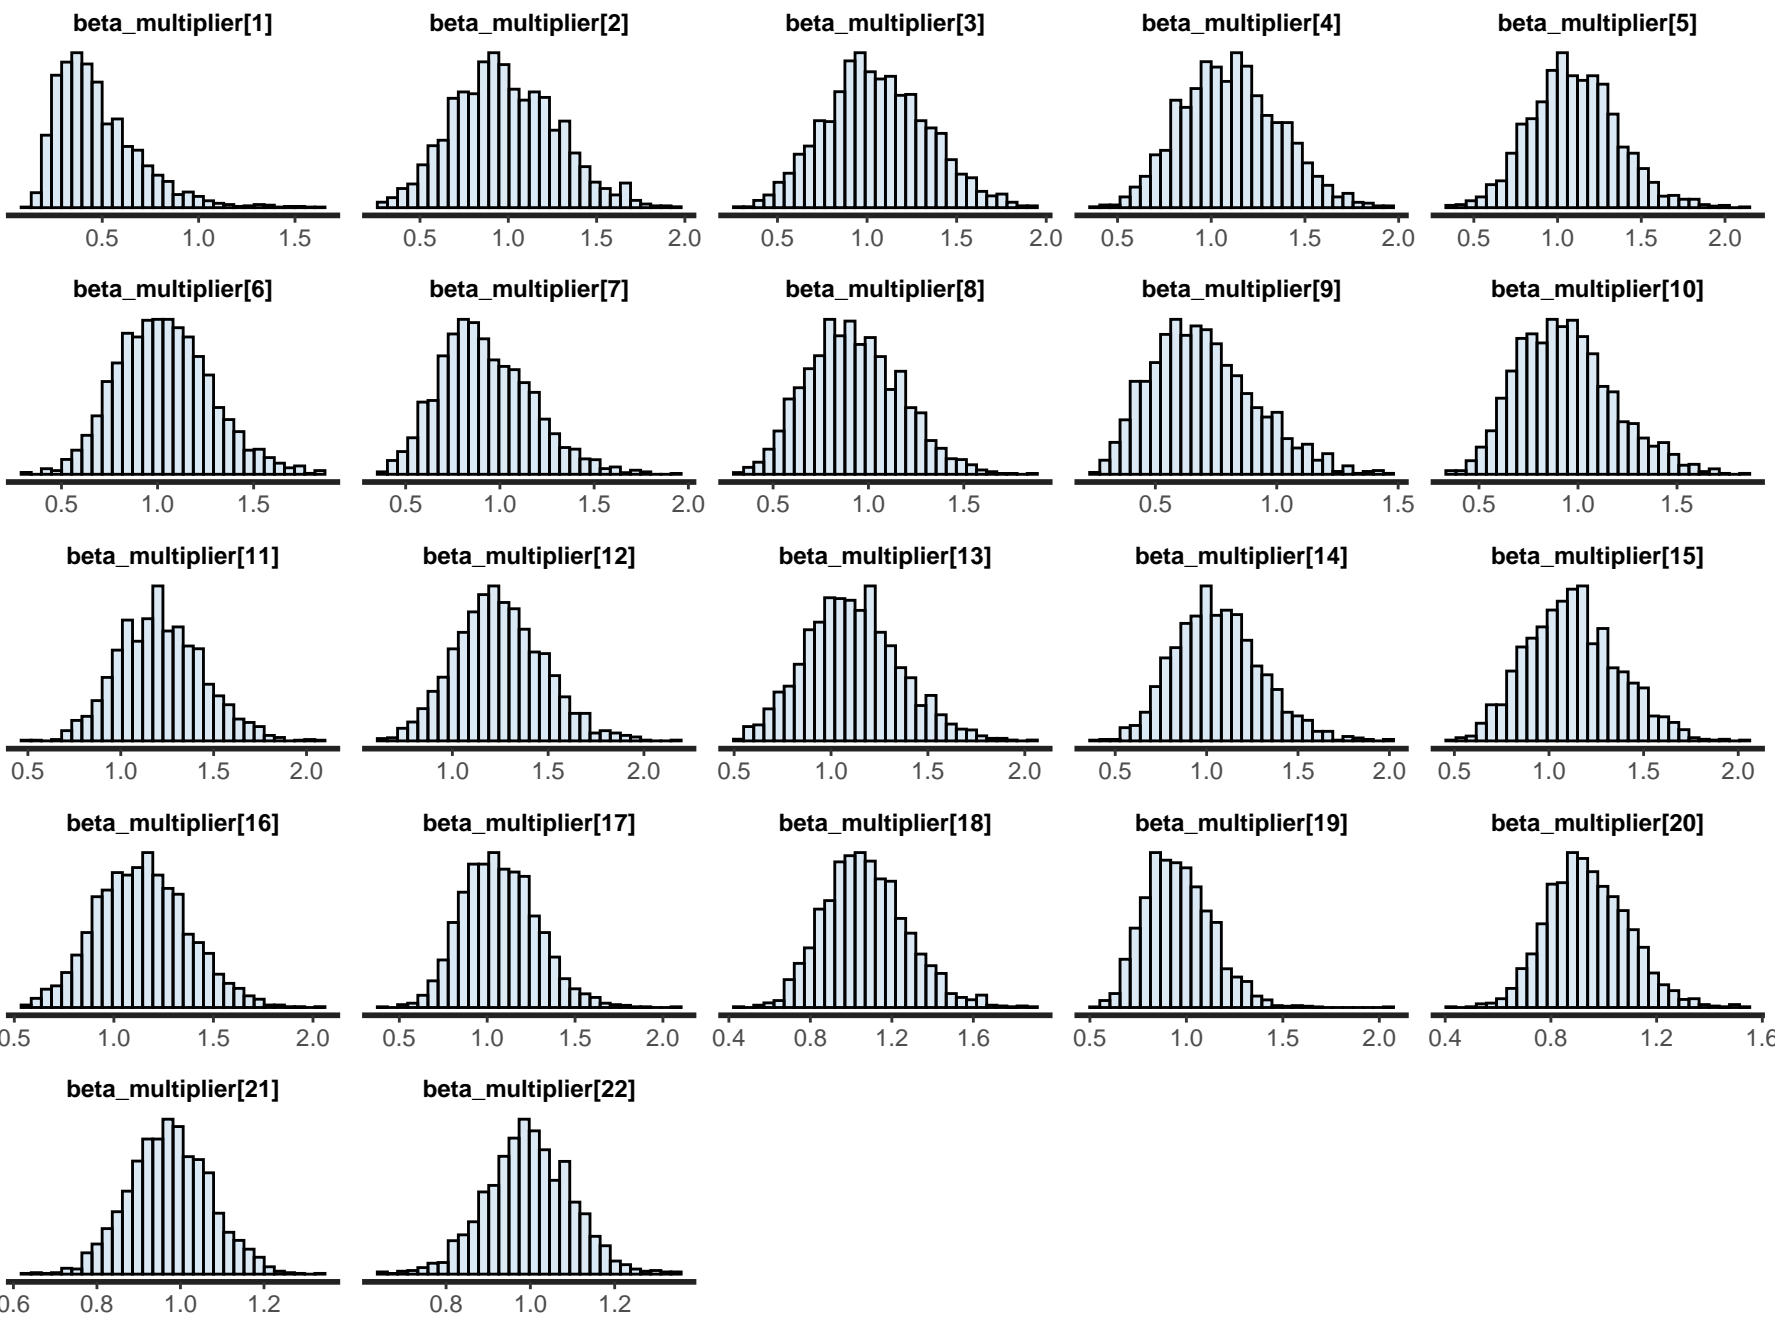 beta_multiplier[1] beta_multiplier[2] beta_multiplier[3] beta_multiplier[4] beta_multiplier[5]
0.5 1.0 1.5 0.5 1.0 1.5 2.0 0.5 1.0 1.5 2.0 0.5 1.0 1.5 2.0 0.5 1.0 1.5 2.0
beta_multiplier[6] beta_multiplier[7] beta_multiplier[8] beta_multiplier[9] beta_multiplier[10]
0.5 1.0 1.5 0.5 1.0 1.5 2.0 0.5 1.0 1.5 0.5 1.0 1.5 0.5 1.0 1.5
beta_multiplier[11] beta_multiplier[12] beta_multiplier[13] beta_multiplier[14] beta_multiplier[15]
0.5 1.0 1.5 2.0 1.0 1.5 2.0 0.5 1.0 1.5 2.0 0.5 1.0 1.5 2.0 0.5 1.0 1.5 2.0
beta_multiplier[16] beta_multiplier[17] beta_multiplier[18] beta_multiplier[19] beta_multiplier[20]
0.5 1.0 1.5 2.0 0.5 1.0 1.5 2.0 0.4 0.8 1.2 1.6 0.5 1.0 1.5 2.0 0.4 0.8 1.2 1.6
beta_multiplier[21] beta_multiplier[22]
0.6 0.8 1.0 1.2 0.8 1.0 1.2